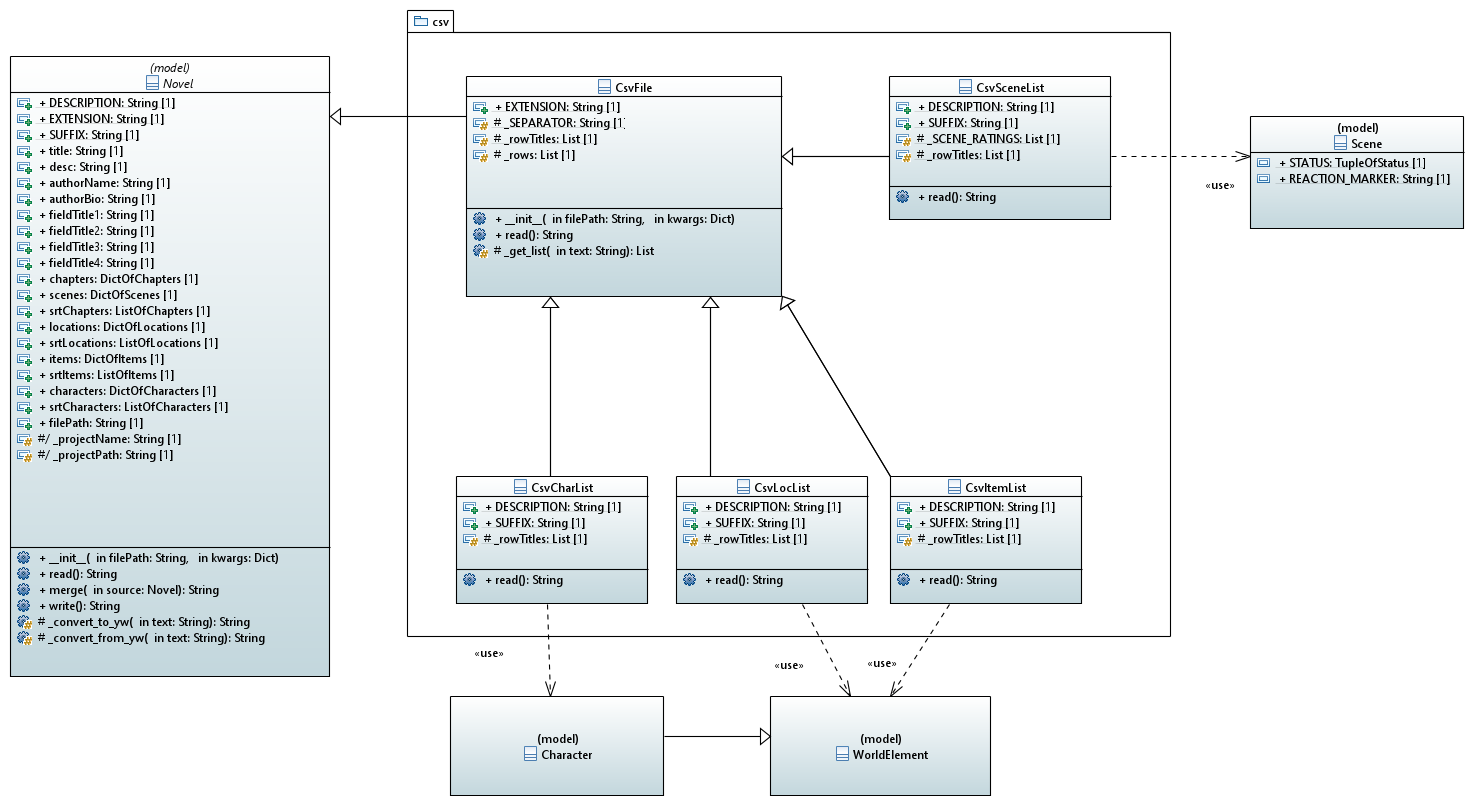 csv
(model)
Novel
+ DESCRIPTION: String [1]
+ EXTENSION: String [1]
+ SUFFIX: String [1]
+ title: String [1]
+ desc: String [1]
+ authorName: String [1]
+ authorBio: String [1]
+ fieldTitle1: String [1]
+ fieldTitle2: String [1]
+ fieldTitle3: String [1]
+ fieldTitle4: String [1]
+ chapters: DictOfChapters [1]
+ scenes: DictOfScenes [1]
+ srtChapters: ListOfChapters [1]
+ locations: DictOfLocations [1]
+ srtLocations: ListOfLocations [1]
+ items: DictOfItems [1]
+ srtItems: ListOfItems [1]
+ characters: DictOfCharacters [1]
+ srtCharacters: ListOfCharacters [1]
+ filePath: String [1]
#/ _projectName: String [1]
#/ _projectPath: String [1]
+ __init__( in filePath: String, in kwargs: Dict)
+ read(): String
+ merge( in source: Novel): String
+ write(): String
# _convert_to_yw( in text: String): String
# _convert_from_yw( in text: String): String
CsvFile
+ EXTENSION: String [1]
# _SEPARATOR: String [1]
# _rowTitles: List [1]
# _rows: List [1]
+ __init__( in filePath: String, in kwargs: Dict)
+ read(): String
# _get_list( in text: String): List
CsvSceneList
+ DESCRIPTION: String [1]
+ SUFFIX: String [1]
# _SCENE_RATINGS: List [1]
# _rowTitles: List [1]
+ read(): String
«use»
(model)
Scene
+ STATUS: TupleOfStatus [1]
+ REACTION_MARKER: String [1]
CsvCharList
+ DESCRIPTION: String [1]
+ SUFFIX: String [1]
# _rowTitles: List [1]
+ read(): String
CsvLocList
+ DESCRIPTION: String [1]
+ SUFFIX: String [1]
# _rowTitles: List [1]
+ read(): String
CsvItemList
+ DESCRIPTION: String [1]
+ SUFFIX: String [1]
# _rowTitles: List [1]
+ read(): String
«use»
«use»
«use»
(model)
Character
(model)
WorldElement